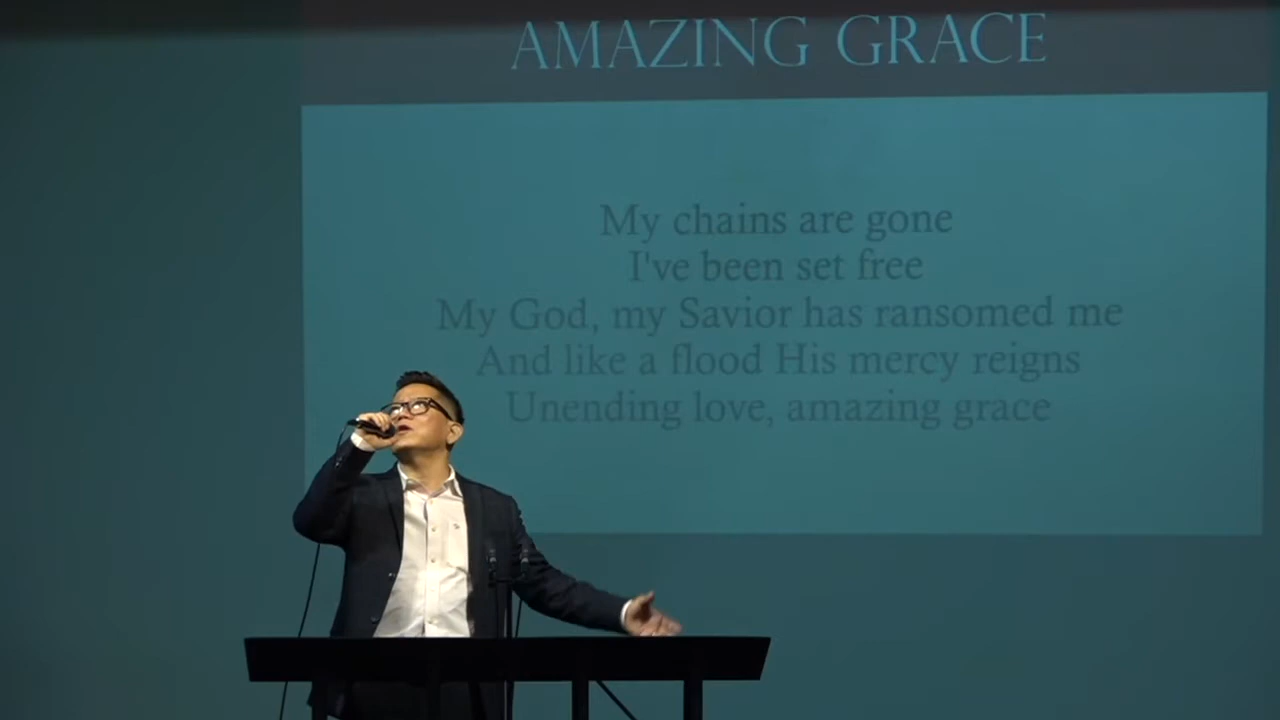 AMAZING GRACE
My chains are gone
I've been set free
My God, my Savior has ransomed me
And like a flood His mercy reigns
Unending love, amazing grace